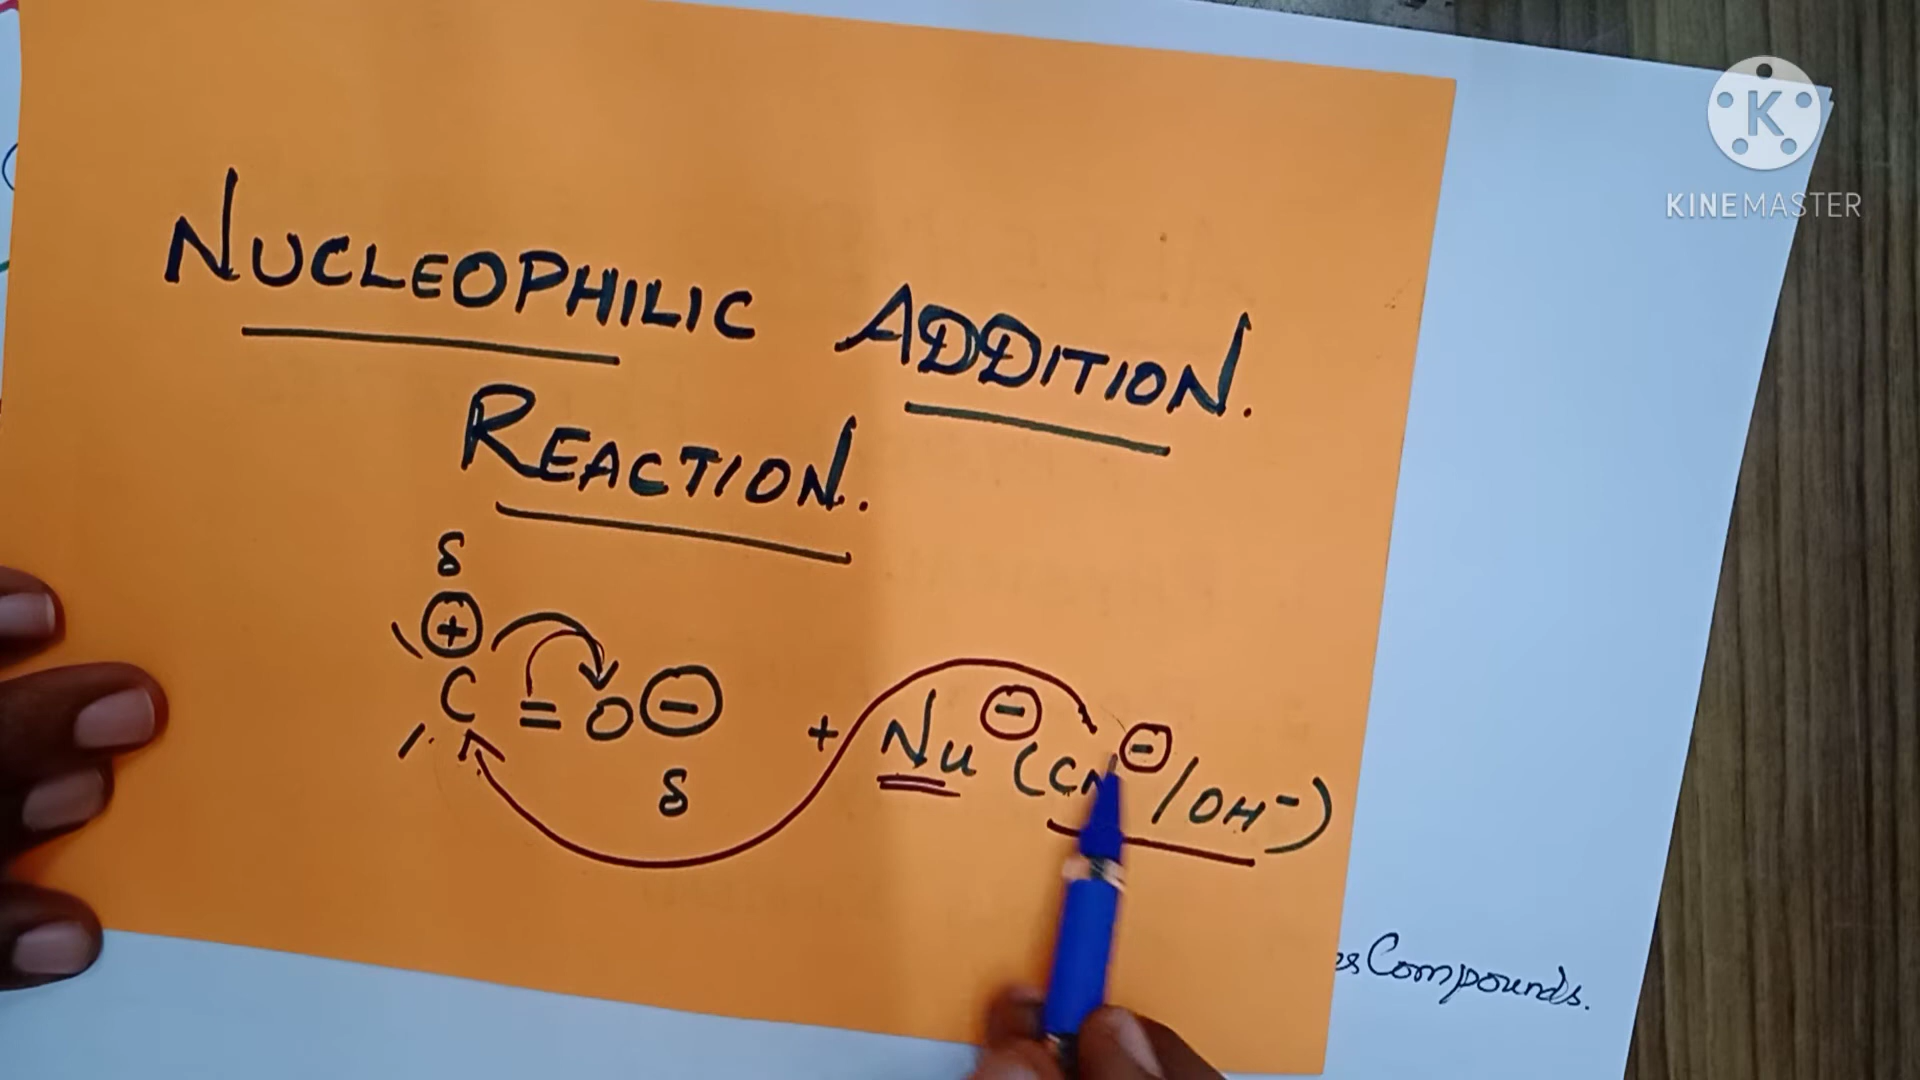 NUCLEOPHILIC ADDITION.
REACTION.
δ
⊕
C = O ⊖ + Nu ⊖ (CN ⊖ / OH⁻)
δ
Compounds.
KINEMASTER